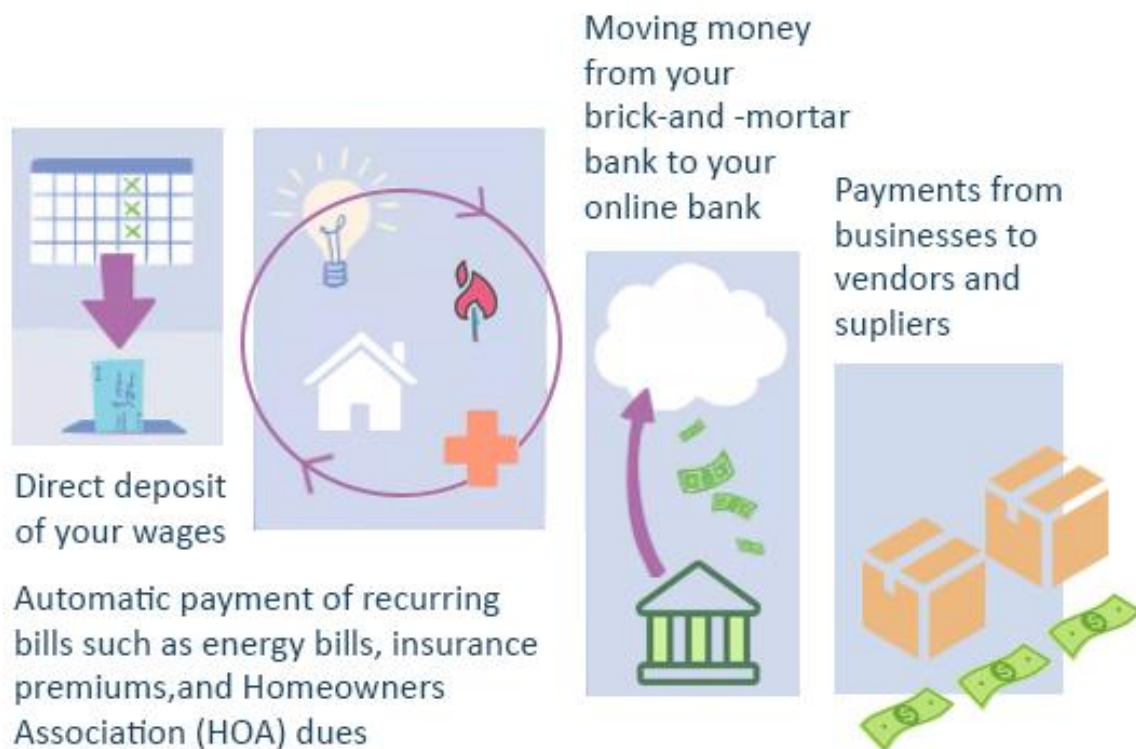 Direct deposit
of your wages
Automatic payment of recurring
bills such as energy bills, insurance
premiums,and Homeowners
Association (HOA) dues
Moving money
from your
brick-and -mortar
bank to your
online bank
Payments from
businesses to
vendors and
supliers